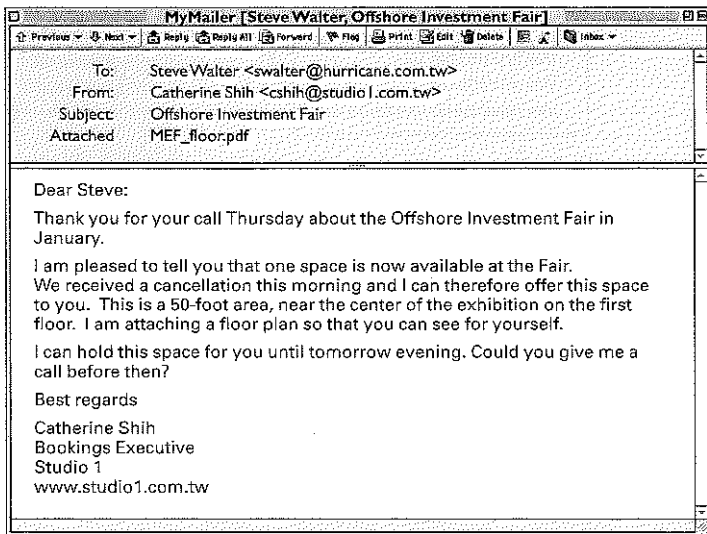 MyMailer [Steve Walter, Offshore Investment Fair]
Previous Next Reply Reply All Forward Flag Print Edit Delete Inbox
To: Steve Walter <swalter@hurricane.com.tw>
From: Catherine Shih <cshih@studio1.com.tw>
Subject: Offshore Investment Fair
Attached MEF_floor.pdf
Dear Steve:
Thank you for your call Thursday about the Offshore Investment Fair in
January.
I am pleased to tell you that one space is now available at the Fair.
We received a cancellation this morning and I can therefore offer this space
to you. This is a 50-foot area, near the center of the exhibition on the first
floor. I am attaching a floor plan so that you can see for yourself.
I can hold this space for you until tomorrow evening. Could you give me a
call before then?
Best regards
Catherine Shih
Bookings Executive
Studio 1
www.studio1.com.tw